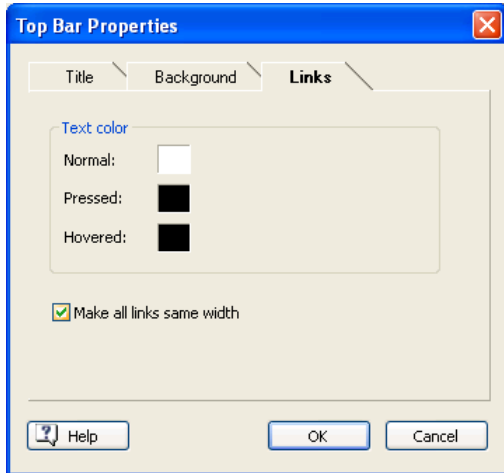 Top Bar Properties
Title Background Links
Text color
Normal:
Pressed:
Hovered:
Make all links same width
? Help OK Cancel